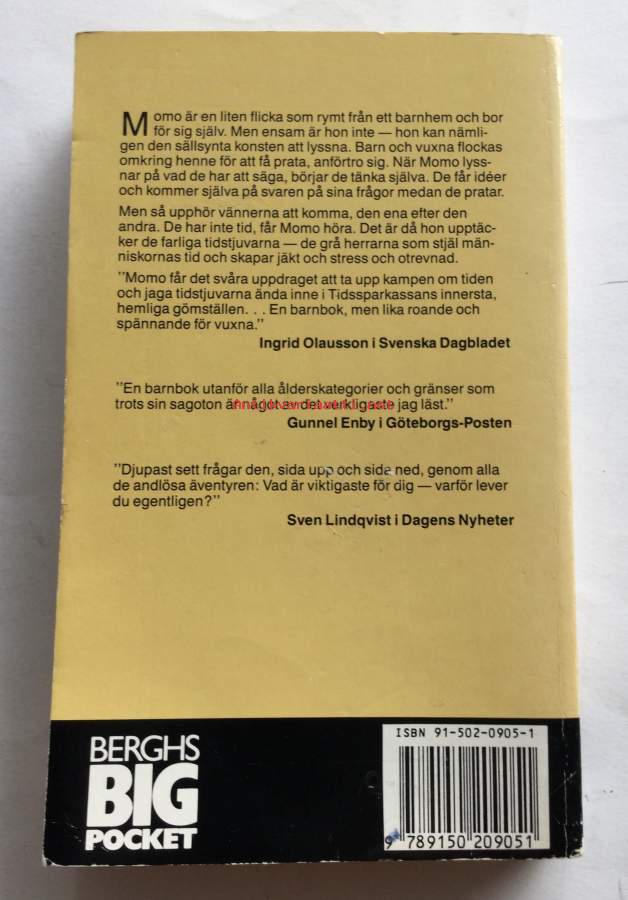 Momo är en liten flicka som rymt från ett barnhem och bor
för sig själv. Men ensam är hon inte — hon kan nämli-
gen den sällsynta konsten att lyssna. Barn och vuxna flockas
omkring henne för att få prata, anförtro sig. När Momo lyss-
nar på vad de har att säga, börjar de tänka själva. De får idéer
och kommer själva på svaren på sina frågor medan de pratar.
Men så upphör vännerna att komma, den ena efter den
andra. De har inte tid, får Momo höra. Det är då hon upptäc-
ker de farliga tidstjuvarna — de grå herrarna som stjäl män-
niskornas tid och skapar jäkt och stress och otrevnad.
"Momo får det svåra uppdraget att ta upp kampen om tiden
och jaga tidstjuvarna ända inne i Tidssparkassans innersta,
hemliga gömställen. . . En barnbok, men lika roande och
spännande för vuxna."
Ingrid Olausson i Svenska Dagbladet
"En barnbok utanför alla ålderskategorier och gränser som
trots sin sagoton är något av det verkligaste jag läst."
Gunnel Enby i Göteborgs-Posten
"Djupast sett frågar den, sida upp och sida ned, genom alla
de andlösa äventyren: Vad är viktigaste för dig — varför lever
du egentligen?"
Sven Lindqvist i Dagens Nyheter
BERGHS
BIG
POCKET
ISBN 91-502-0905-1
9 789150 209051